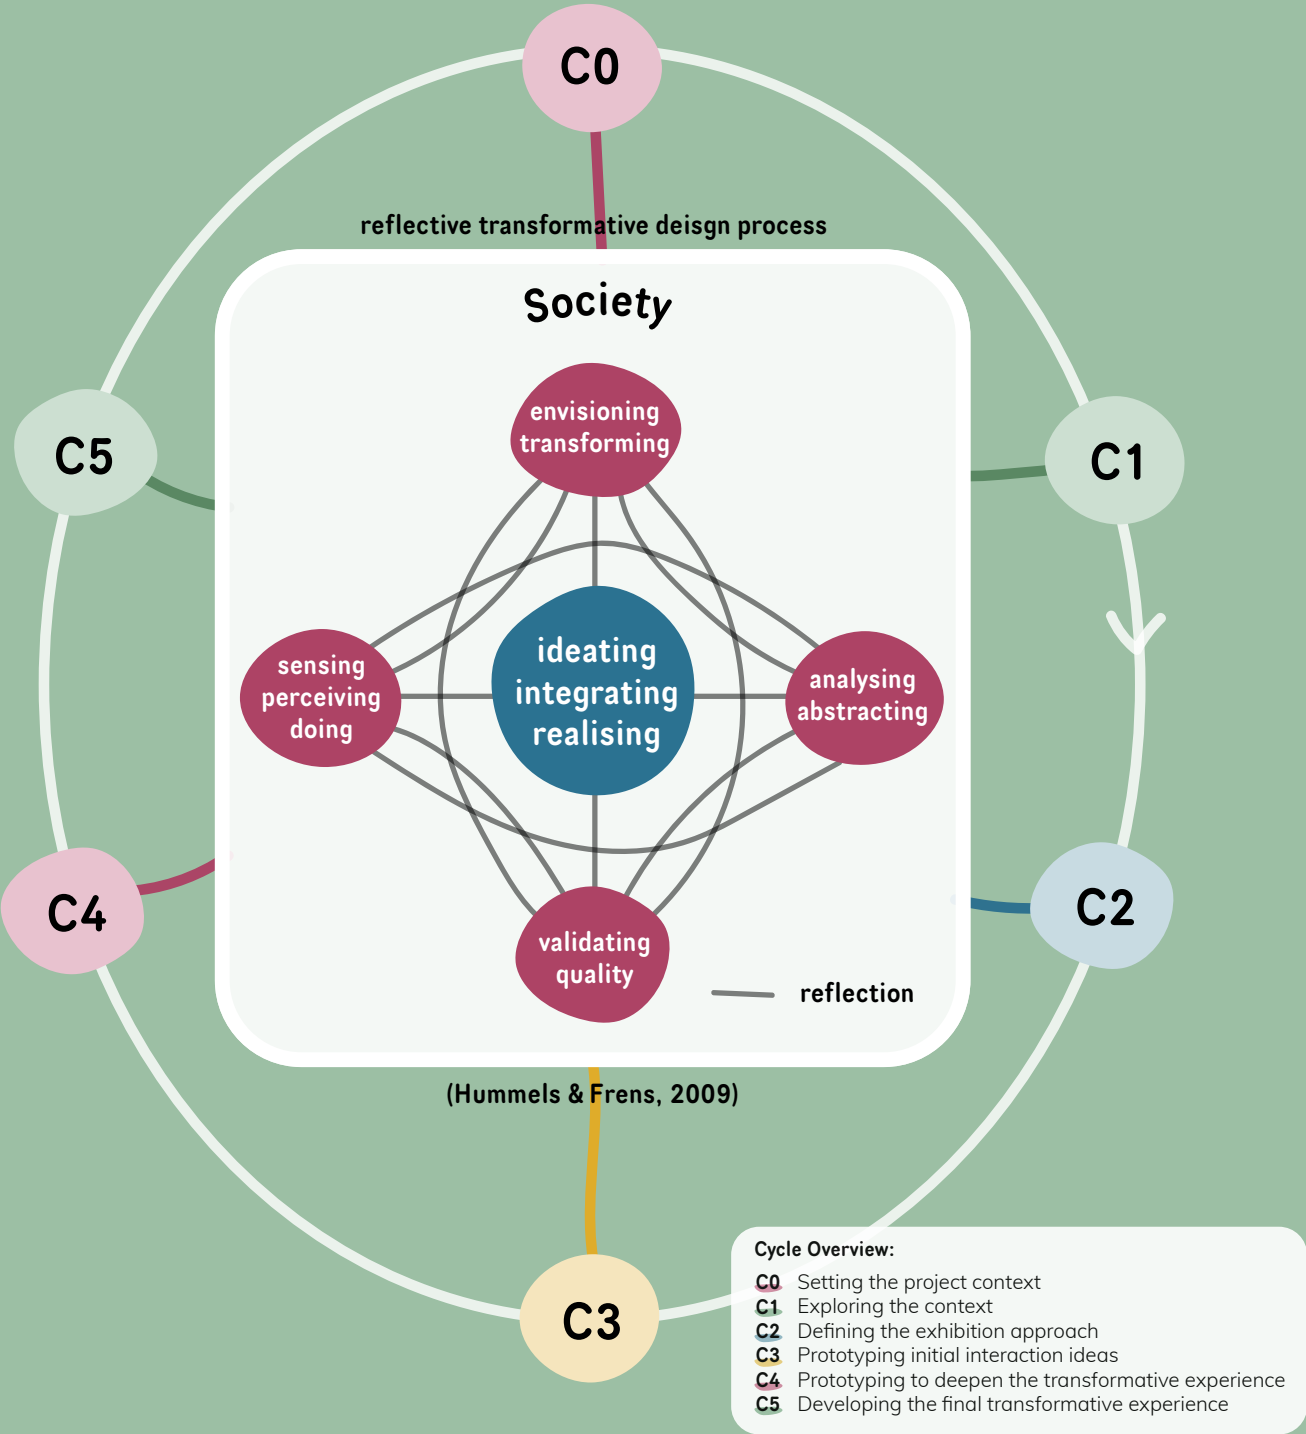 C0
reflective transformative deisgn process
Society
envisioning
transforming
C5
C1
ideating
integrating
realising
sensing
perceiving
doing
analysing
abstracting
C4
C2
validating
quality
reflection
(Hummels & Frens, 2009)
C3
Cycle Overview:
C0 Setting the project context
C1 Exploring the context
C2 Defining the exhibition approach
C3 Prototyping initial interaction ideas
C4 Prototyping to deepen the transformative experience
C5 Developing the final transformative experience